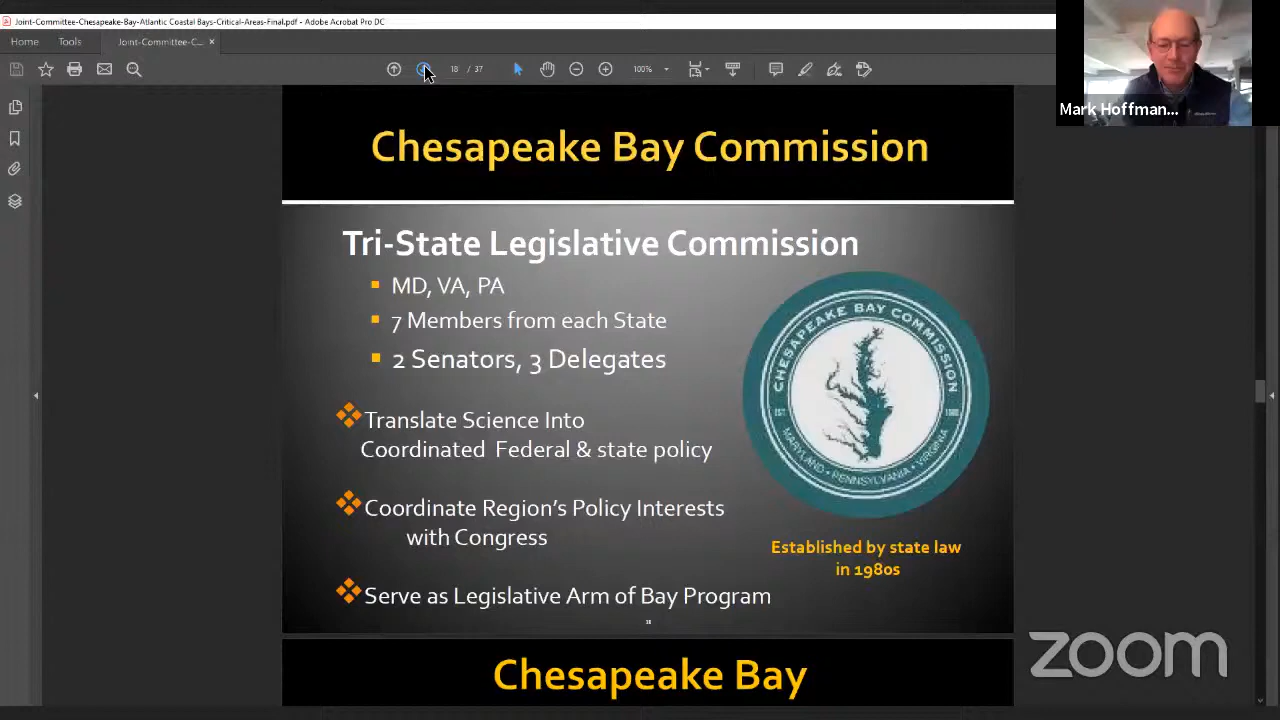 Joint-Committee-Chesapeake-Bay-Atlantic Coastal-Bays-Critical-Areas-Final.pdf - Adobe Acrobat Pro DC
Home Tools Joint-Committee-C... ×
18 / 37 100%
Mark Hoffman...
Chesapeake Bay Commission
Tri-State Legislative Commission
MD, VA, PA
7 Members from each State
2 Senators, 3 Delegates
Translate Science Into
Coordinated Federal & state policy
Coordinate Region's Policy Interests
with Congress
Serve as Legislative Arm of Bay Program
CHESAPEAKE BAY COMMISSION
EST 1980
MARYLAND • PENNSYLVANIA • VIRGINIA
Established by state law
in 1980s
18
Chesapeake Bay
zoom